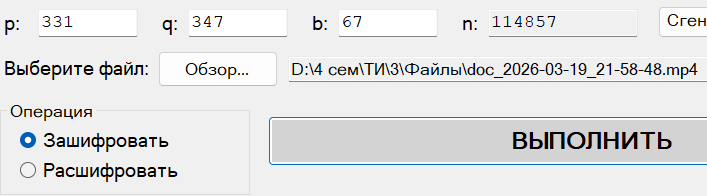 p: 331 q: 347 b: 67 n: 114857 Сген
Выберите файл: Обзор... D:\4 сем\ТИ\3\Файлы\doc_2026-03-19_21-58-48.mp4
Операция
Зашифровать
ВЫПОЛНИТЬ
Расшифровать